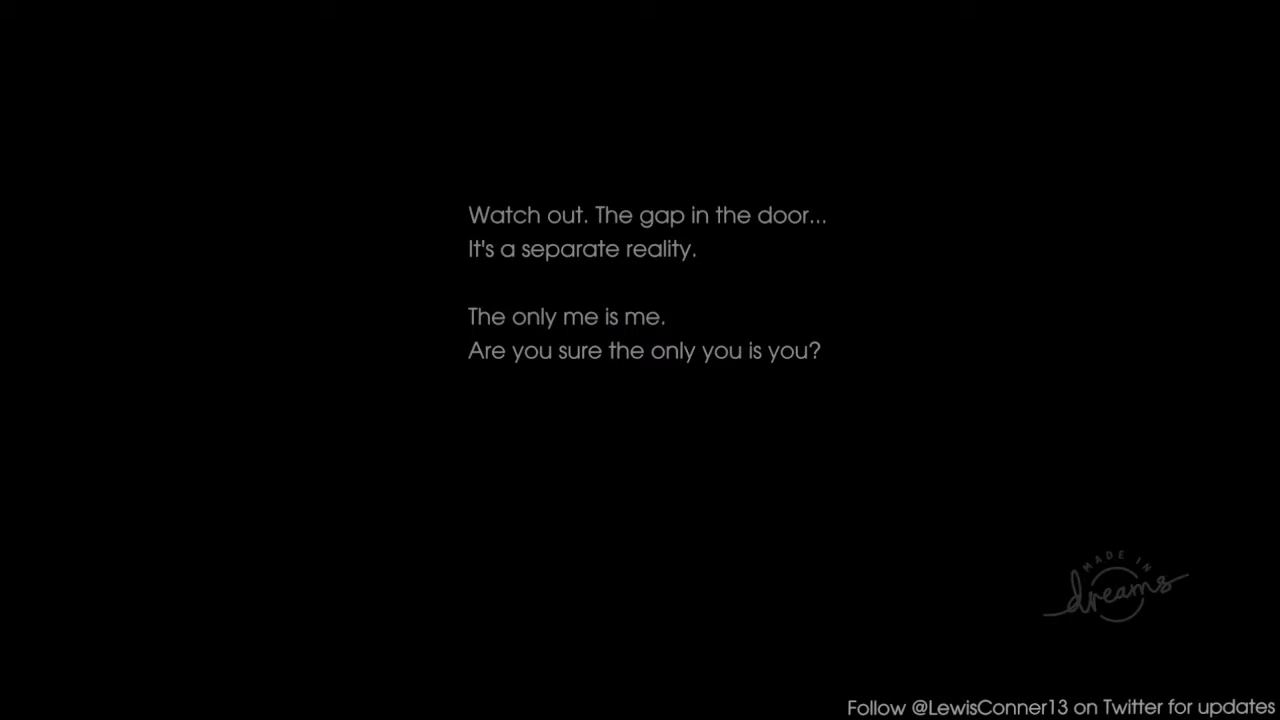 Watch out. The gap in the door...
It's a separate reality.
The only me is me.
Are you sure the only you is you?
MADE IN
dreams
Follow @LewisConner13 on Twitter for updates